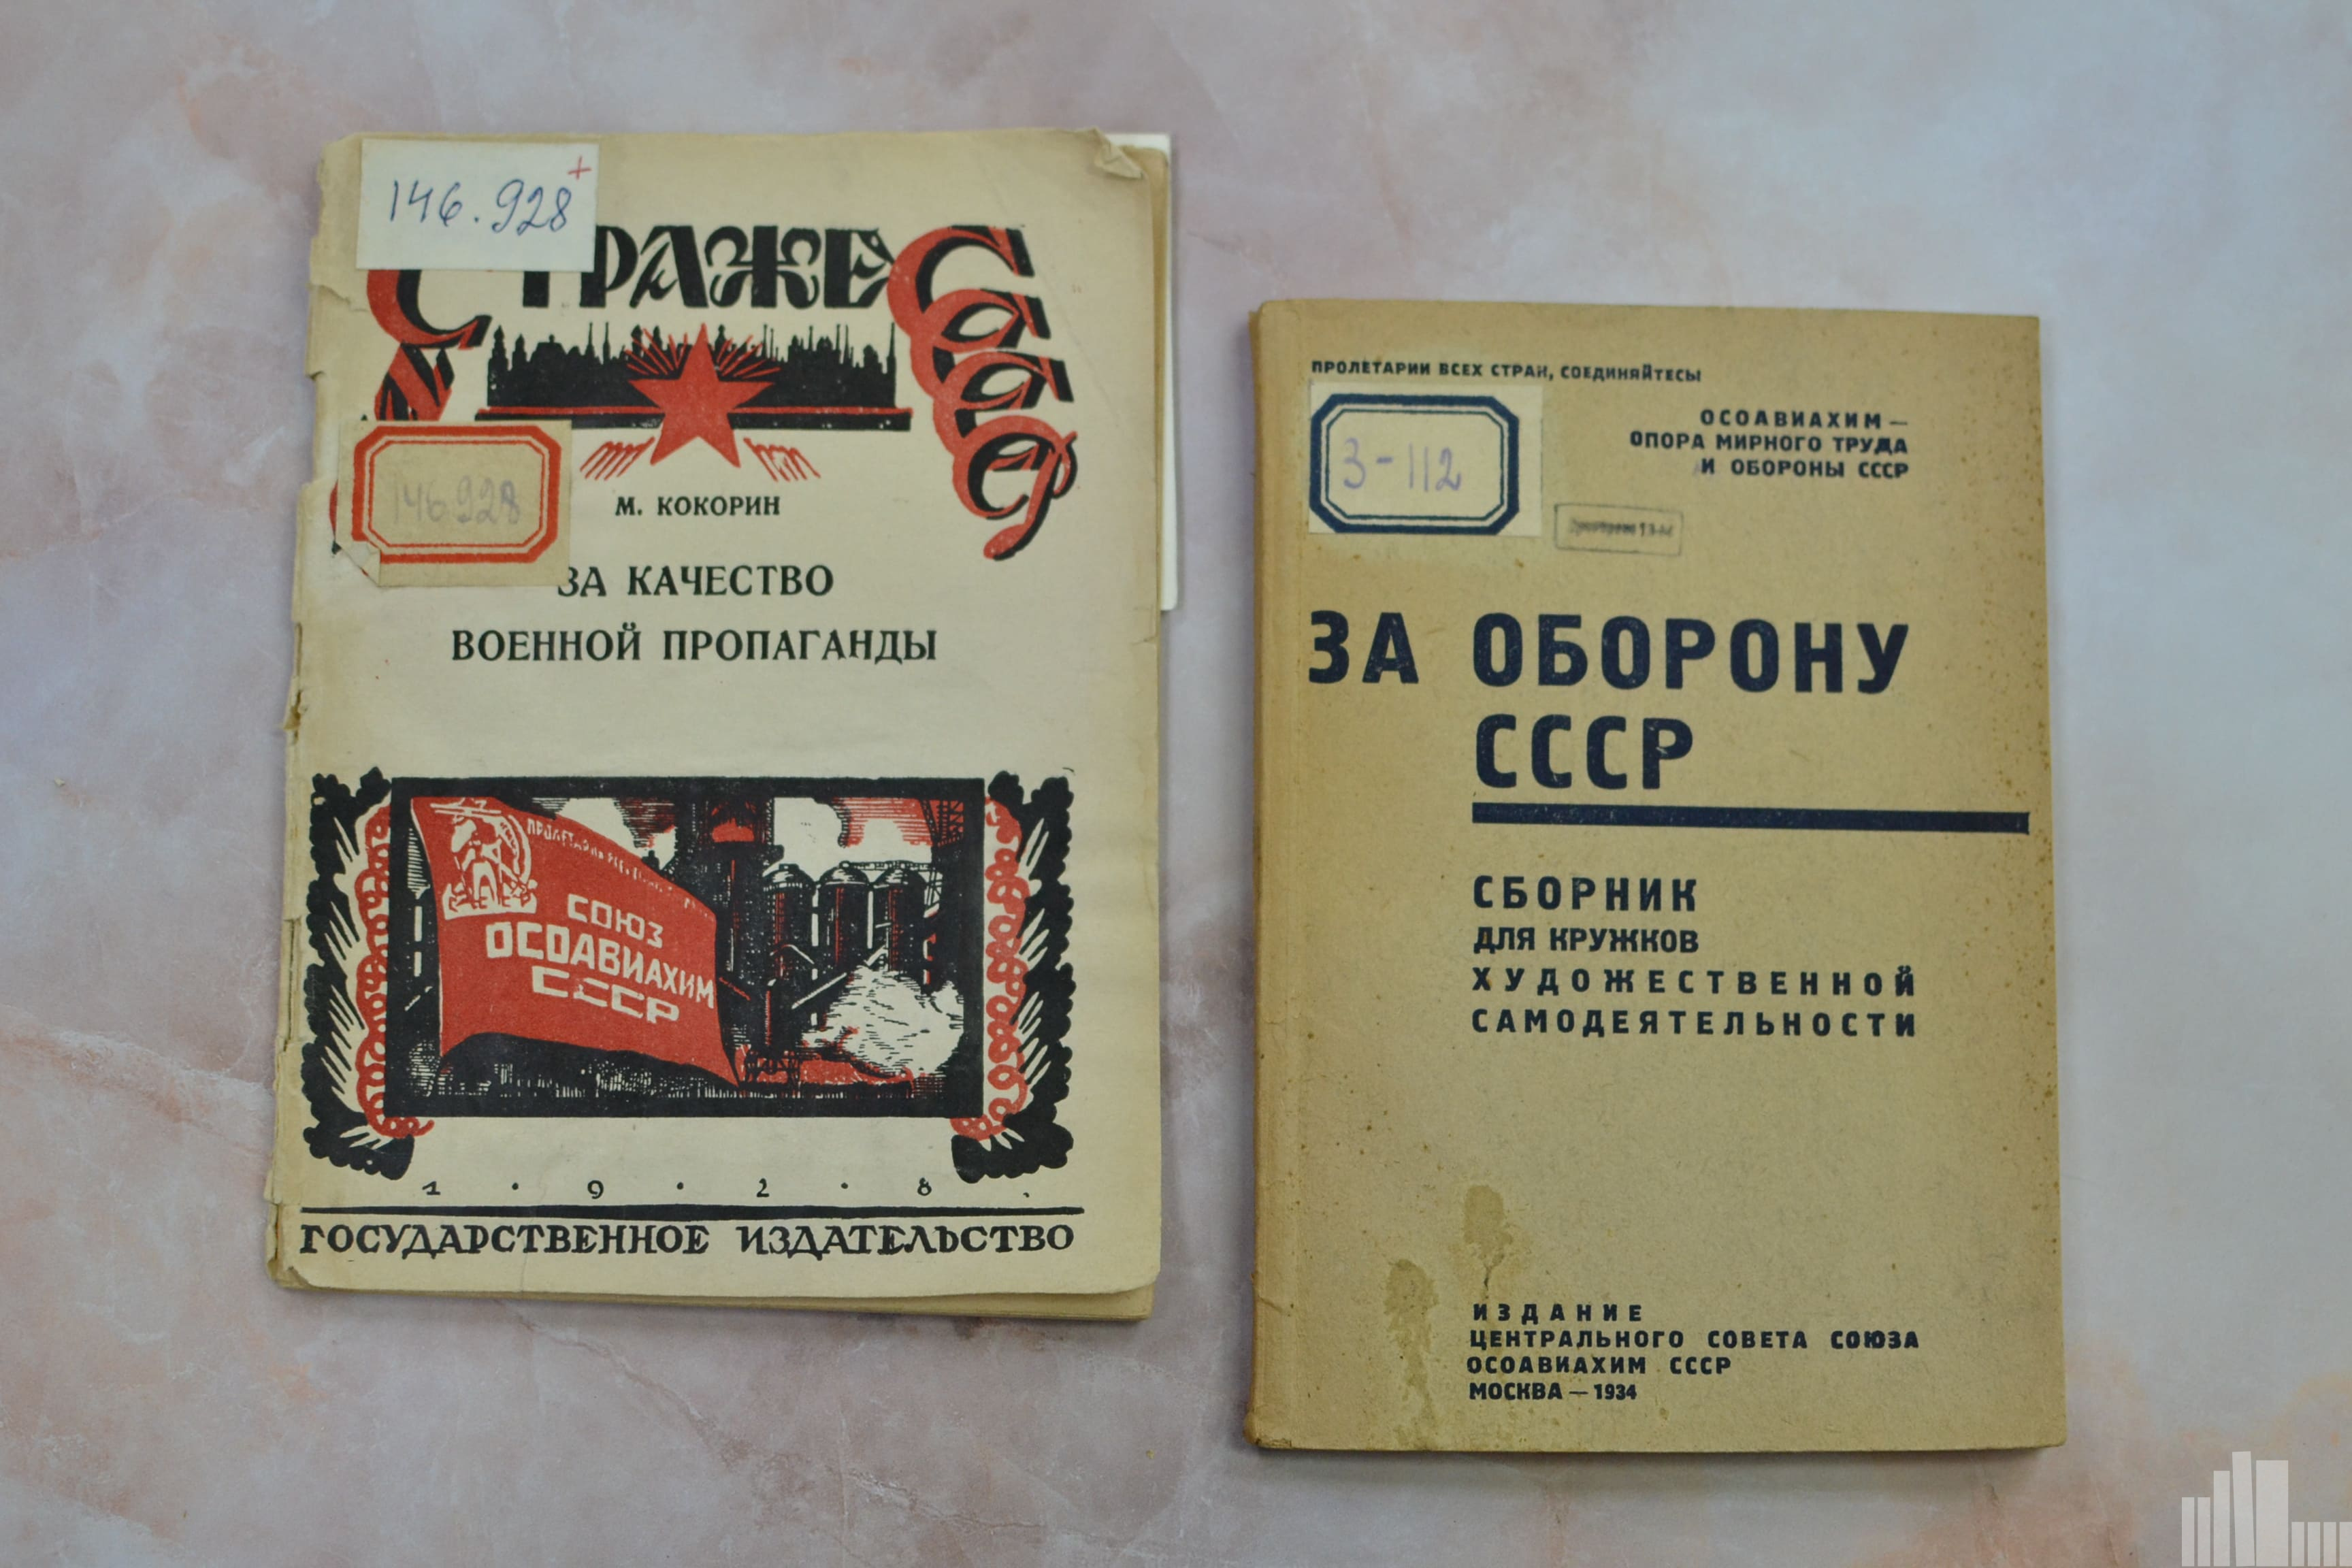 146.928
СТРАЖЕ СССР
146928
М. КОКОРИН
ЗА КАЧЕСТВО
ВОЕННОЙ ПРОПАГАНДЫ
СОЮЗ
ОСОАВИАХИМ
СССР
1 · 9 · 2 · 8 .
ГОСУДАРСТВЕННОЕ ИЗДАТЕЛЬСТВО
ПРОЛЕТАРИИ ВСЕХ СТРАН, СОЕДИНЯЙТЕСЫ
ОСОАВИАХИМ —
ОПОРА МИРНОГО ТРУДА
И ОБОРОНЫ СССР
3-112
ЗА ОБОРОНУ
СССР
СБОРНИК
ДЛЯ КРУЖКОВ
ХУДОЖЕСТВЕННОЙ
САМОДЕЯТЕЛЬНОСТИ
ИЗДАНИЕ
ЦЕНТРАЛЬНОГО СОВЕТА СОЮЗА
ОСОАВИАХИМ СССР
МОСКВА — 1934